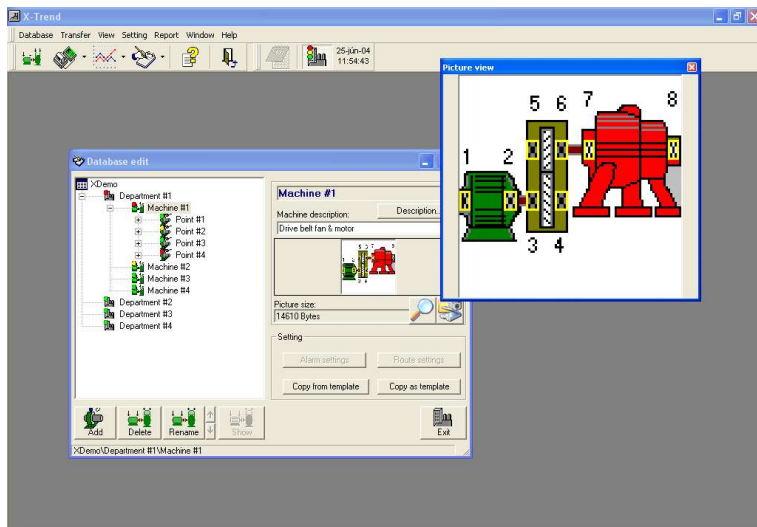 X-Trend
Database Transfer View Setting Report Window Help
25-jún-04
11:54:43
Picture view
5 6 7 8
1 2
3 4
Database edit
XDemo
Department #1
Machine #1
Point #1
Point #2
Point #3
Point #4
Machine #2
Machine #3
Machine #4
Department #2
Department #3
Department #4
Machine #1
Machine description:
Description..
Drive belt fan & motor
Picture size:
14610 Bytes
Setting
Alarm settings
Route settings
Copy from template
Copy as template
Add
Delete
Rename
Show
Exit
XDemo\Department #1\Machine #1